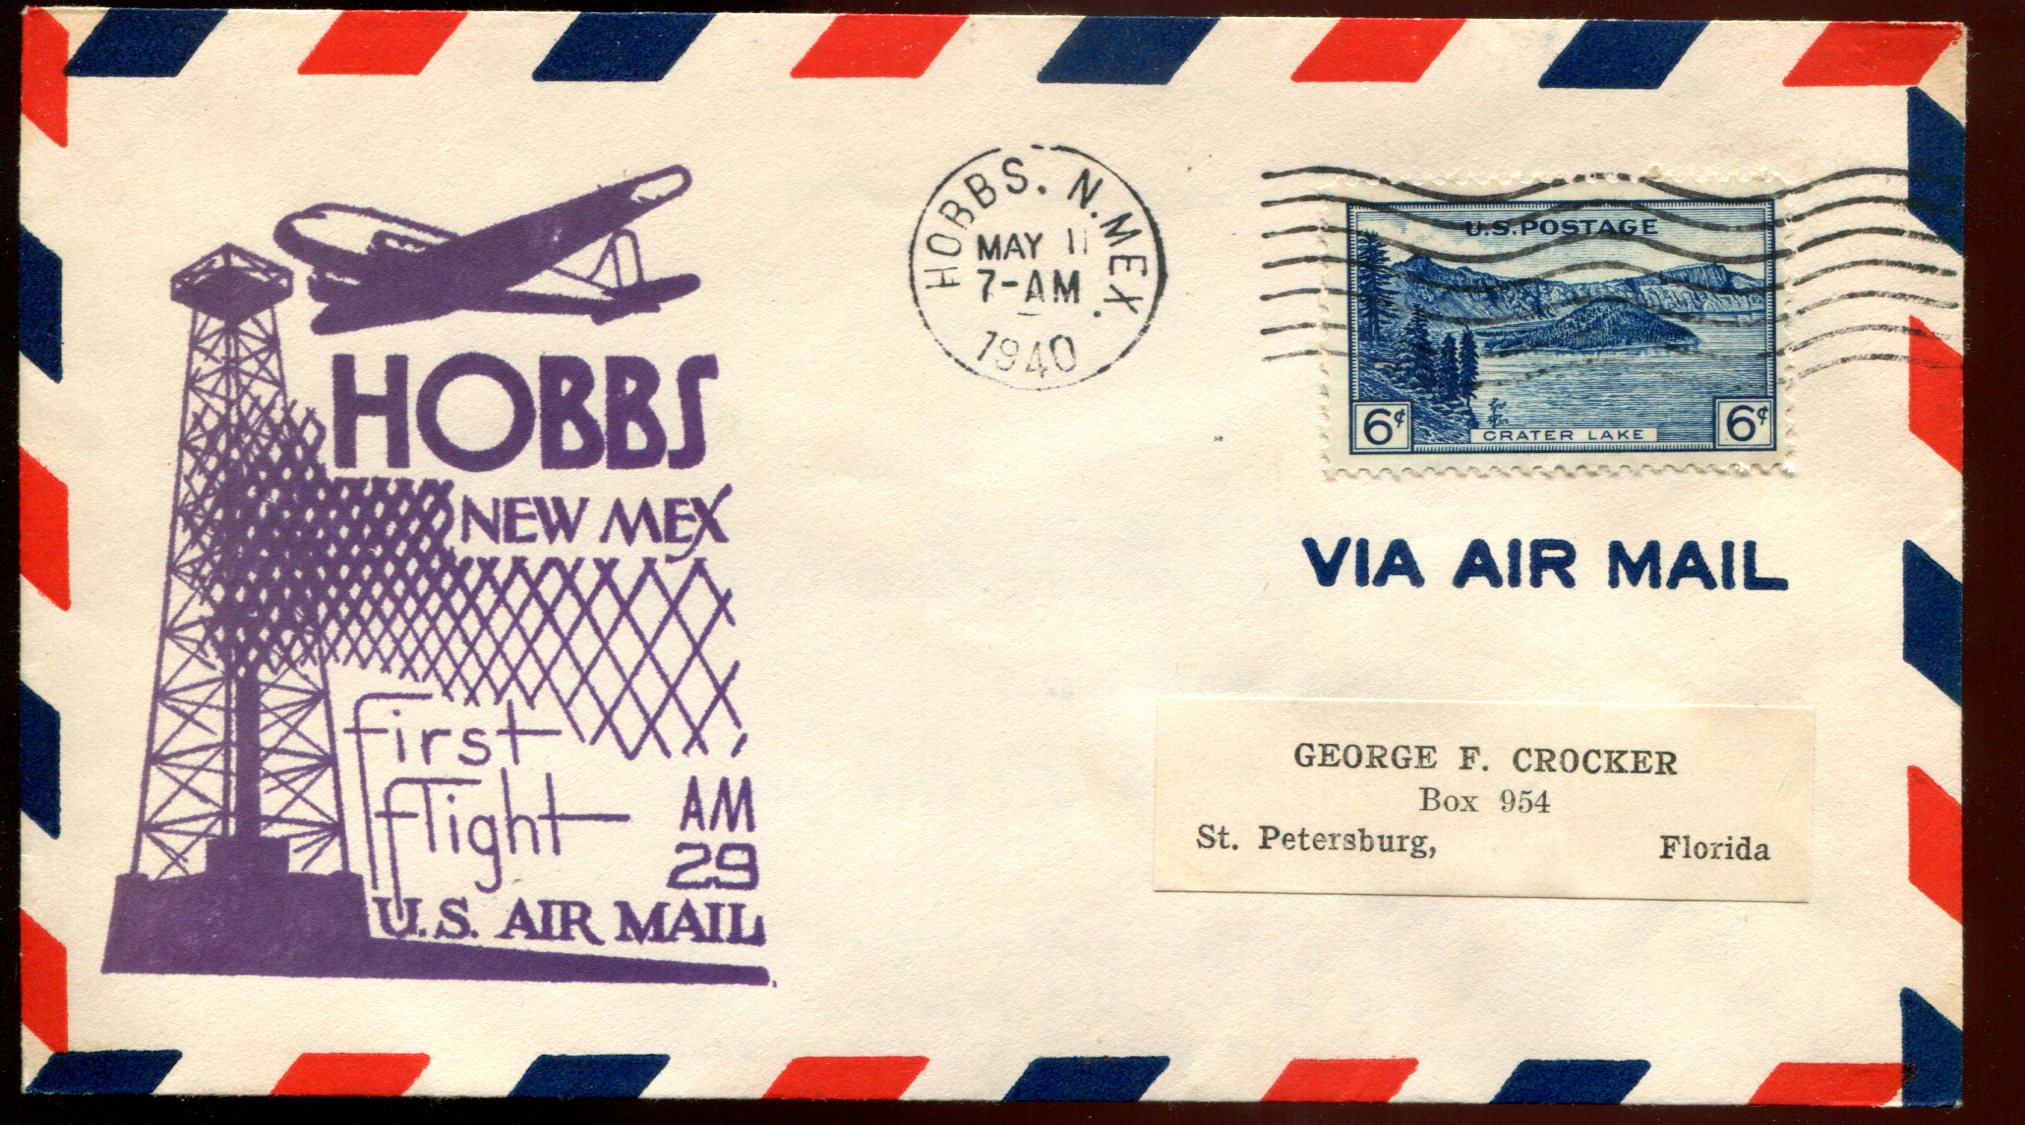 HOBBS
NEW MEX
first
flight
AM
29
U.S. AIR MAIL
HOBBS. N.MEX.
MAY 11
7-AM
1940
U.S.POSTAGE
6¢ 6¢
CRATER LAKE
VIA AIR MAIL
GEORGE F. CROCKER
Box 954
St. Petersburg, Florida